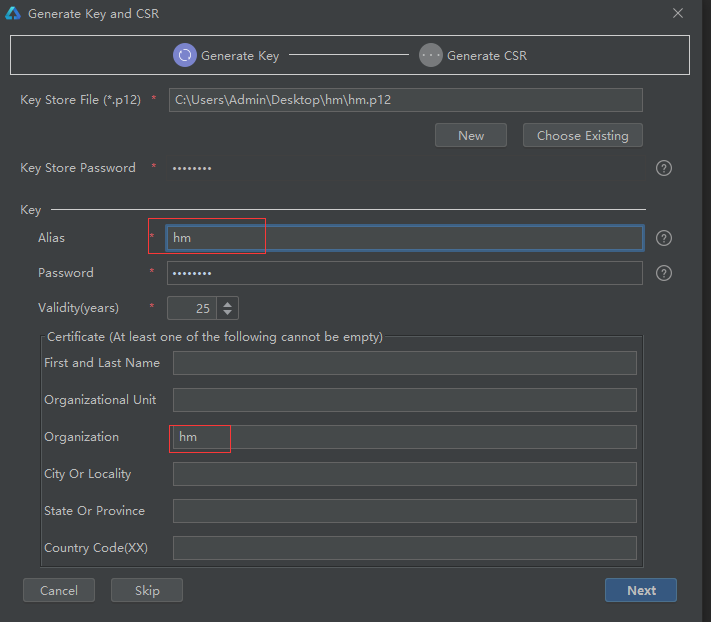 Generate Key and CSR
Generate Key Generate CSR
Key Store File (*.p12) * C:\Users\Admin\Desktop\hm\hm.p12
New Choose Existing
Key Store Password * •••••••• ?
Key
Alias * hm ?
Password * •••••••• ?
Validity(years) * 25
Certificate (At least one of the following cannot be empty)
First and Last Name
Organizational Unit
Organization hm
City Or Locality
State Or Province
Country Code(XX)
Cancel Skip Next